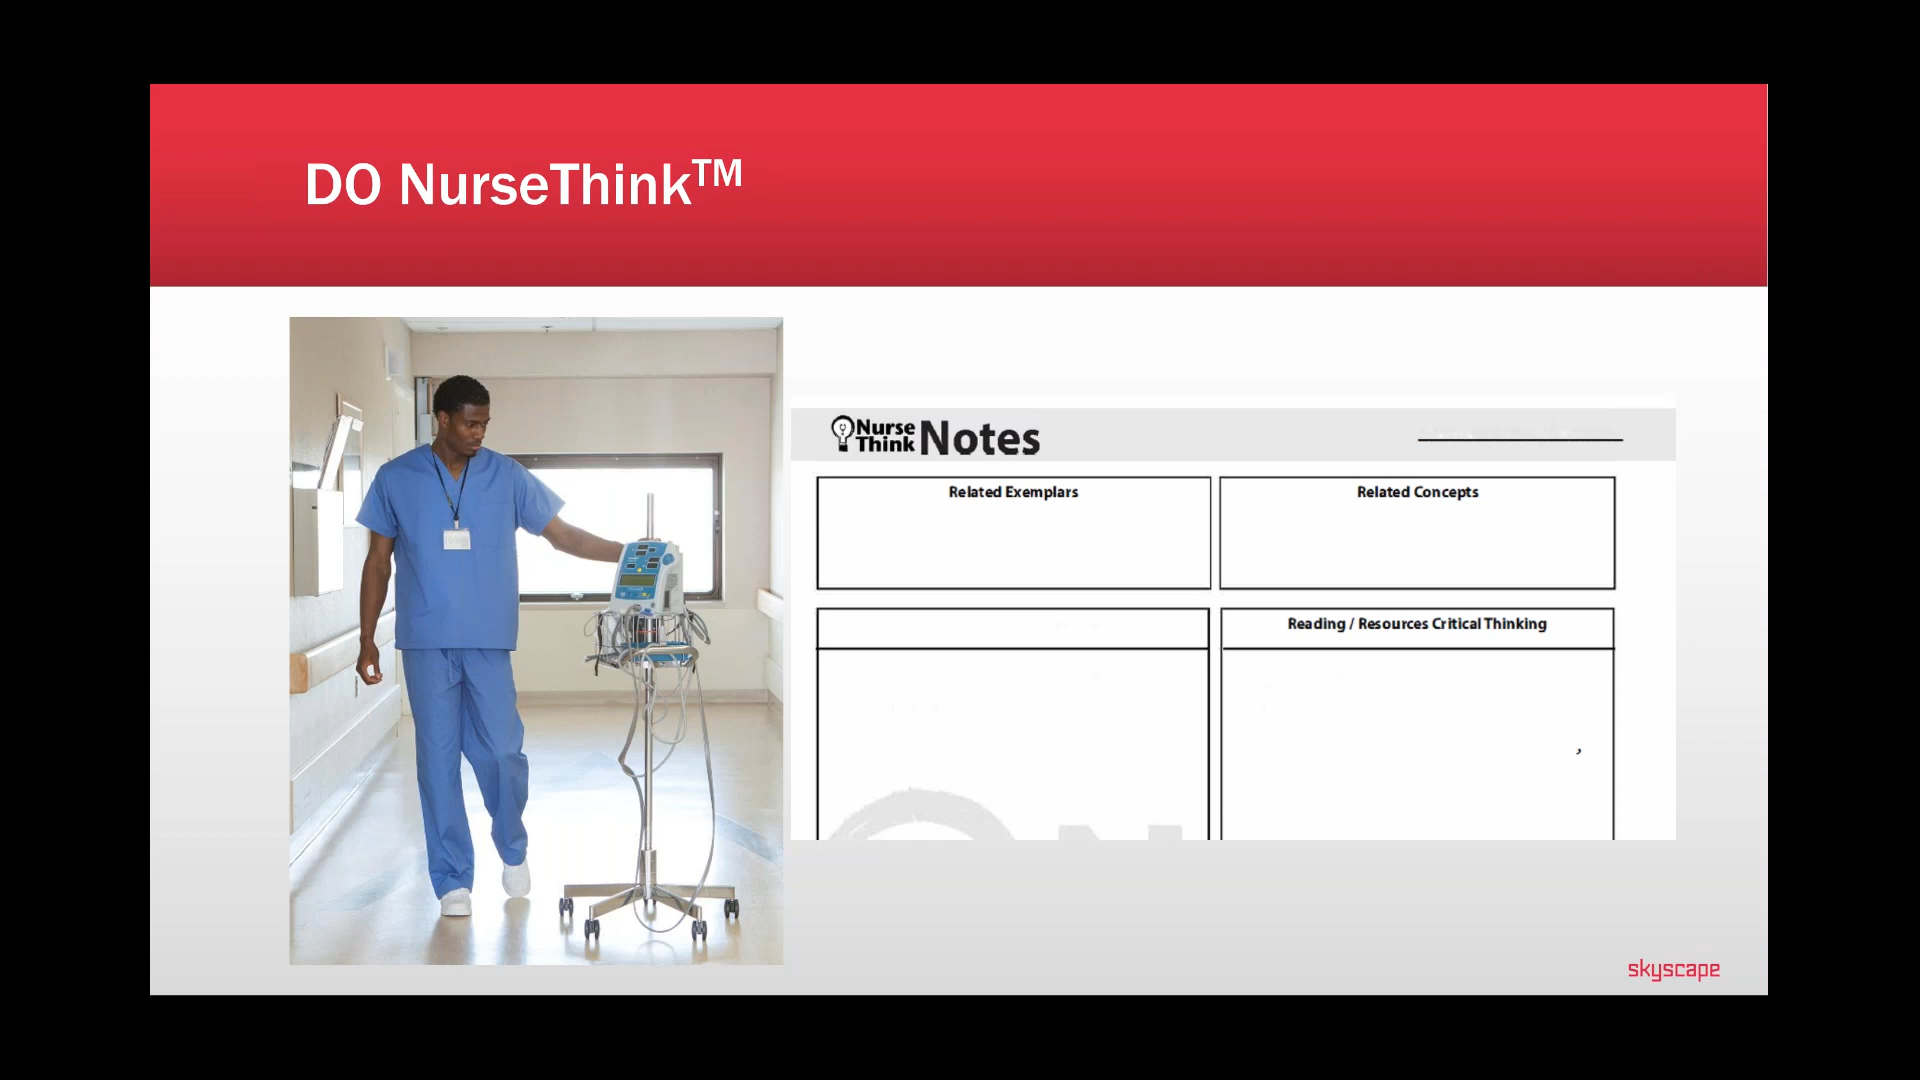 DO NurseThink™
Nurse Think Notes
Related Exemplars
Related Concepts
Reading / Resources Critical Thinking
skyscape